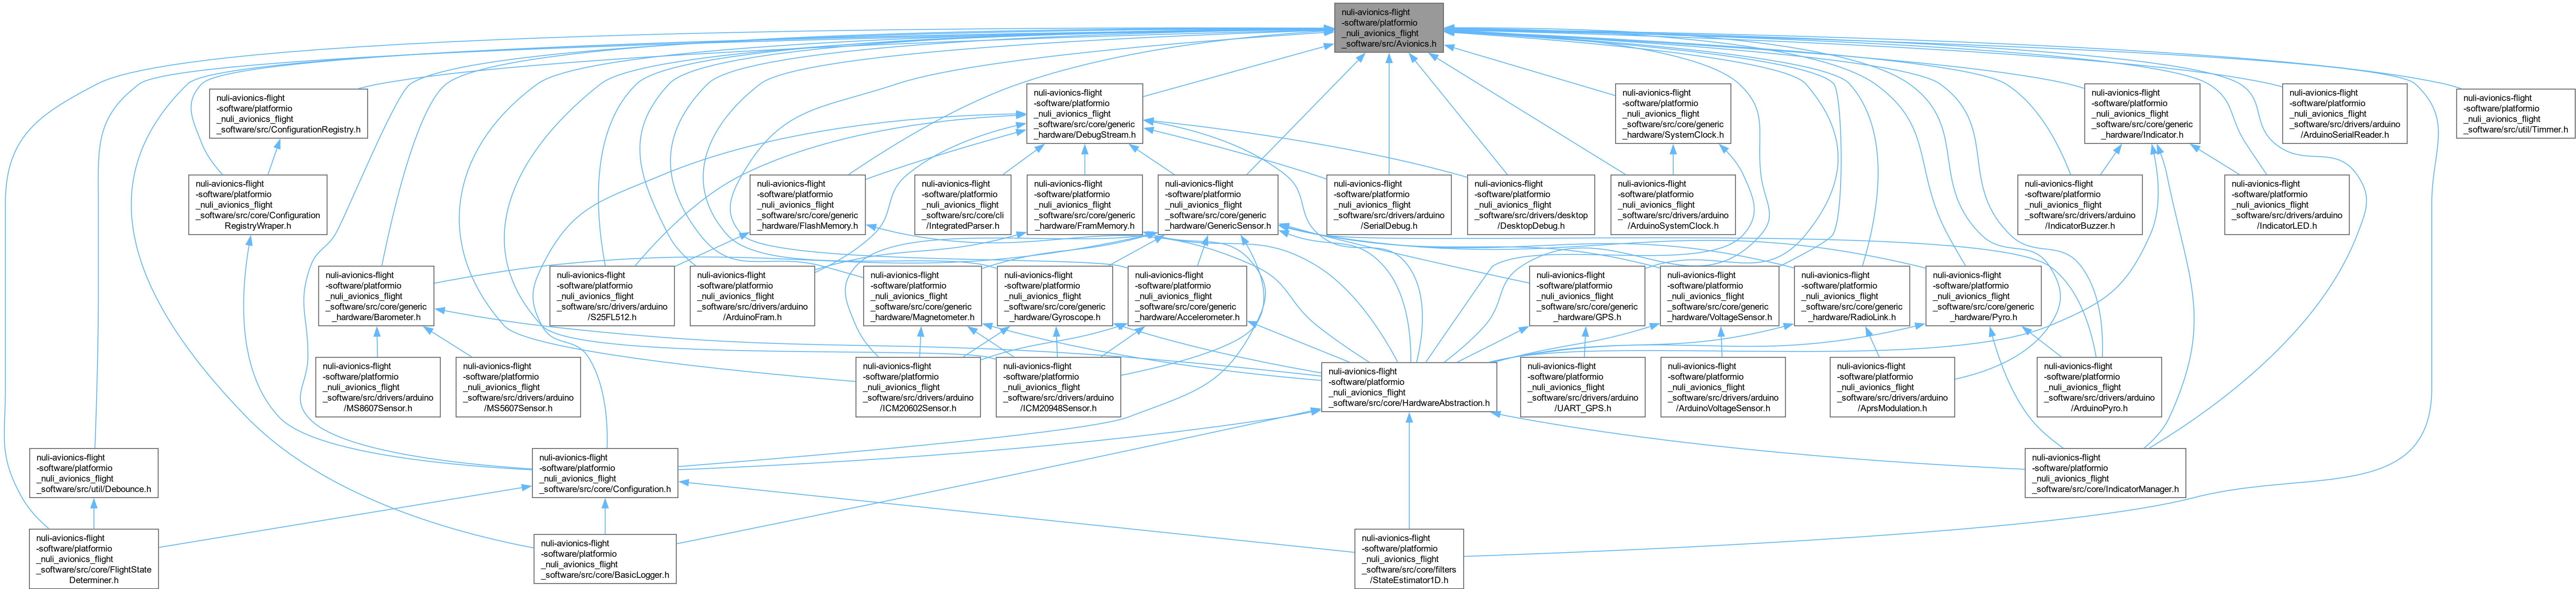 nuli-avionics-flight
-software/platformio
_nuli_avionics_flight
_software/src/Avionics.h
nuli-avionics-flight
-software/platformio
_nuli_avionics_flight
_software/src/ConfigurationRegistry.h
nuli-avionics-flight
-software/platformio
_nuli_avionics_flight
_software/src/core/generic
_hardware/DebugStream.h
nuli-avionics-flight
-software/platformio
_nuli_avionics_flight
_software/src/core/generic
_hardware/SystemClock.h
nuli-avionics-flight
-software/platformio
_nuli_avionics_flight
_software/src/core/generic
_hardware/Indicator.h
nuli-avionics-flight
-software/platformio
_nuli_avionics_flight
_software/src/drivers/arduino
/ArduinoSerialReader.h
nuli-avionics-flight
-software/platformio
_nuli_avionics_flight
_software/src/util/Timmer.h
nuli-avionics-flight
-software/platformio
_nuli_avionics_flight
_software/src/core/Configuration
RegistryWraper.h
nuli-avionics-flight
-software/platformio
_nuli_avionics_flight
_software/src/core/generic
_hardware/FlashMemory.h
nuli-avionics-flight
-software/platformio
_nuli_avionics_flight
_software/src/core/cli
/IntegratedParser.h
nuli-avionics-flight
-software/platformio
_nuli_avionics_flight
_software/src/core/generic
_hardware/FramMemory.h
nuli-avionics-flight
-software/platformio
_nuli_avionics_flight
_software/src/core/generic
_hardware/GenericSensor.h
nuli-avionics-flight
-software/platformio
_nuli_avionics_flight
_software/src/drivers/arduino
/SerialDebug.h
nuli-avionics-flight
-software/platformio
_nuli_avionics_flight
_software/src/drivers/desktop
/DesktopDebug.h
nuli-avionics-flight
-software/platformio
_nuli_avionics_flight
_software/src/drivers/arduino
/ArduinoSystemClock.h
nuli-avionics-flight
-software/platformio
_nuli_avionics_flight
_software/src/drivers/arduino
/IndicatorBuzzer.h
nuli-avionics-flight
-software/platformio
_nuli_avionics_flight
_software/src/drivers/arduino
/IndicatorLED.h
nuli-avionics-flight
-software/platformio
_nuli_avionics_flight
_software/src/core/generic
_hardware/Barometer.h
nuli-avionics-flight
-software/platformio
_nuli_avionics_flight
_software/src/drivers/arduino
/S25FL512.h
nuli-avionics-flight
-software/platformio
_nuli_avionics_flight
_software/src/drivers/arduino
/ArduinoFram.h
nuli-avionics-flight
-software/platformio
_nuli_avionics_flight
_software/src/core/generic
_hardware/Magnetometer.h
nuli-avionics-flight
-software/platformio
_nuli_avionics_flight
_software/src/core/generic
_hardware/Gyroscope.h
nuli-avionics-flight
-software/platformio
_nuli_avionics_flight
_software/src/core/generic
_hardware/Accelerometer.h
nuli-avionics-flight
-software/platformio
_nuli_avionics_flight
_software/src/core/generic
_hardware/GPS.h
nuli-avionics-flight
-software/platformio
_nuli_avionics_flight
_software/src/core/generic
_hardware/VoltageSensor.h
nuli-avionics-flight
-software/platformio
_nuli_avionics_flight
_software/src/core/generic
_hardware/RadioLink.h
nuli-avionics-flight
-software/platformio
_nuli_avionics_flight
_software/src/core/generic
_hardware/Pyro.h
nuli-avionics-flight
-software/platformio
_nuli_avionics_flight
_software/src/drivers/arduino
/MS8607Sensor.h
nuli-avionics-flight
-software/platformio
_nuli_avionics_flight
_software/src/drivers/arduino
/MS5607Sensor.h
nuli-avionics-flight
-software/platformio
_nuli_avionics_flight
_software/src/drivers/arduino
/ICM20602Sensor.h
nuli-avionics-flight
-software/platformio
_nuli_avionics_flight
_software/src/drivers/arduino
/ICM20948Sensor.h
nuli-avionics-flight
-software/platformio
_nuli_avionics_flight
_software/src/core/HardwareAbstraction.h
nuli-avionics-flight
-software/platformio
_nuli_avionics_flight
_software/src/drivers/arduino
/UART_GPS.h
nuli-avionics-flight
-software/platformio
_nuli_avionics_flight
_software/src/drivers/arduino
/ArduinoVoltageSensor.h
nuli-avionics-flight
-software/platformio
_nuli_avionics_flight
_software/src/drivers/arduino
/AprsModulation.h
nuli-avionics-flight
-software/platformio
_nuli_avionics_flight
_software/src/drivers/arduino
/ArduinoPyro.h
nuli-avionics-flight
-software/platformio
_nuli_avionics_flight
_software/src/util/Debounce.h
nuli-avionics-flight
-software/platformio
_nuli_avionics_flight
_software/src/core/Configuration.h
nuli-avionics-flight
-software/platformio
_nuli_avionics_flight
_software/src/core/IndicatorManager.h
nuli-avionics-flight
-software/platformio
_nuli_avionics_flight
_software/src/core/FlightState
Determiner.h
nuli-avionics-flight
-software/platformio
_nuli_avionics_flight
_software/src/core/BasicLogger.h
nuli-avionics-flight
-software/platformio
_nuli_avionics_flight
_software/src/core/filters
/StateEstimator1D.h